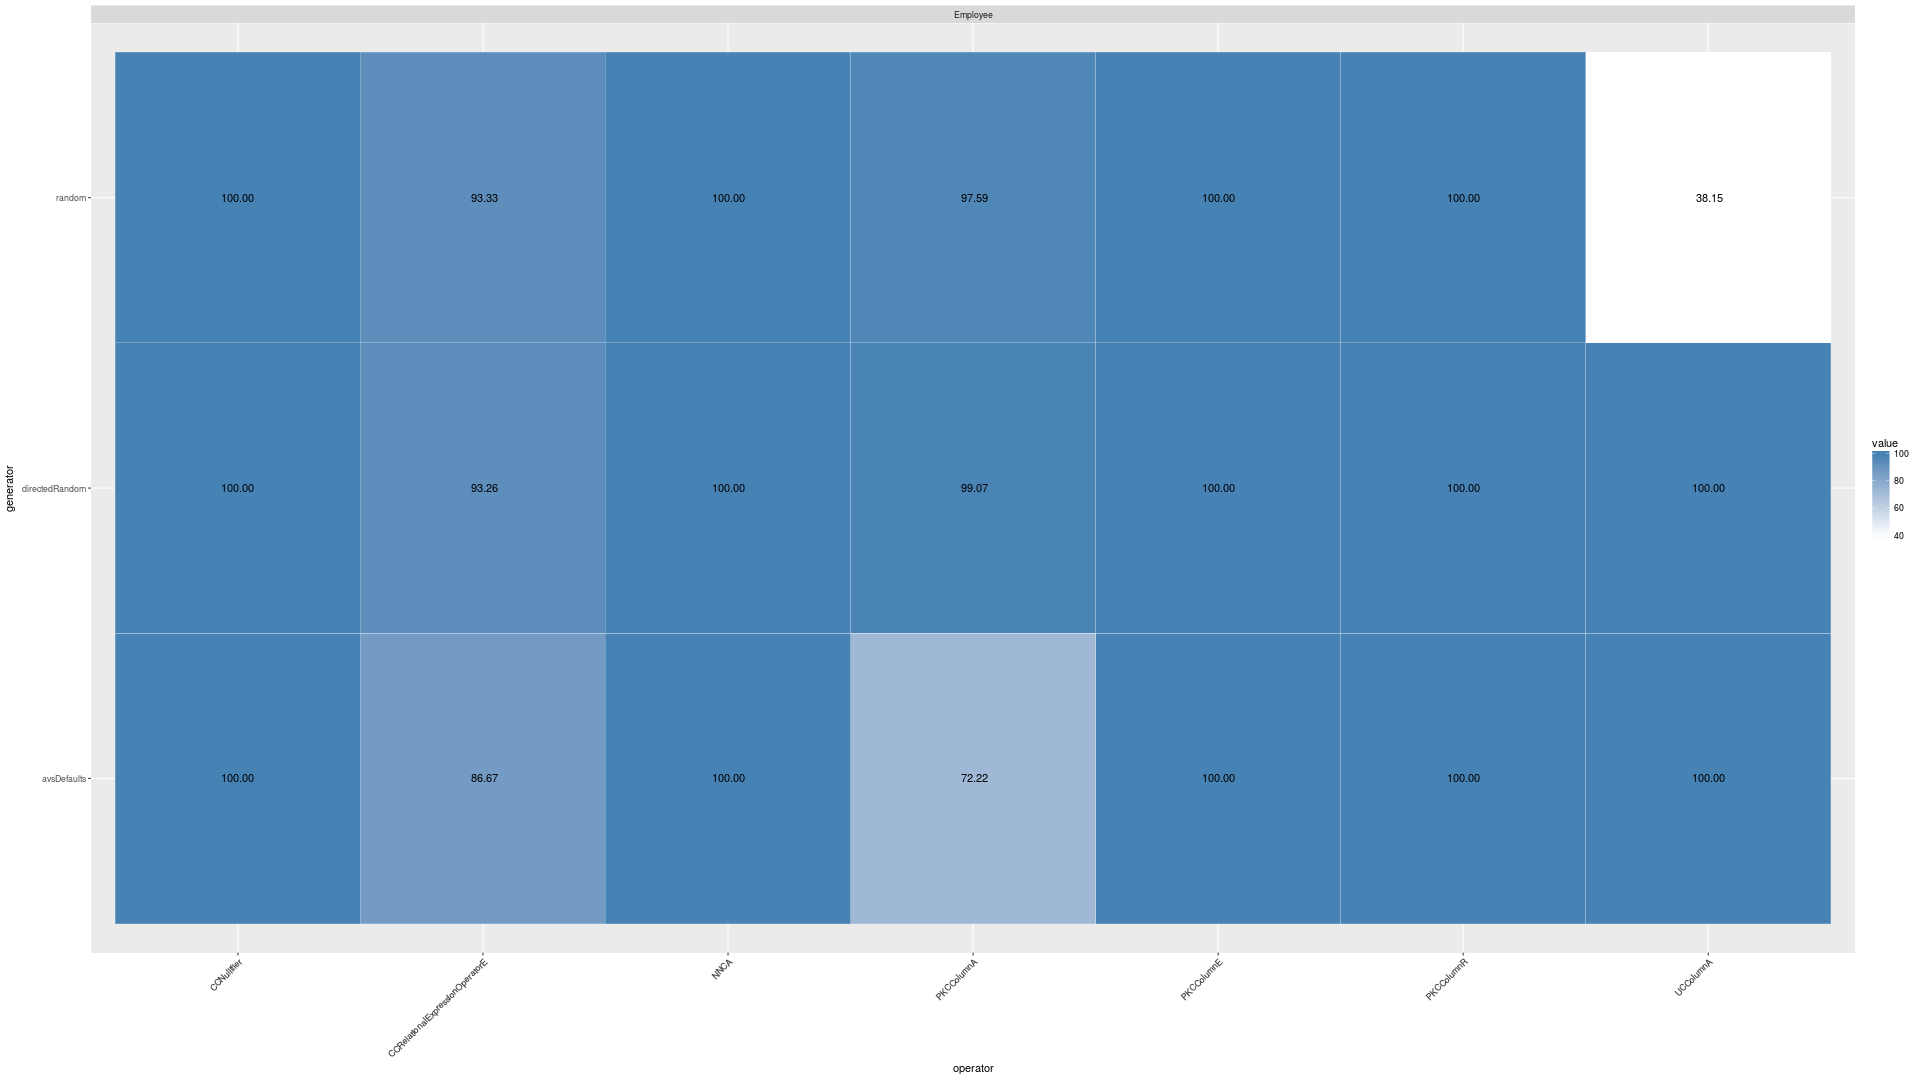 Employee
random
100.00 93.33 100.00 97.59 100.00 100.00 38.15
directedRandom
100.00 93.26 100.00 99.07 100.00 100.00 100.00
avsDefaults
100.00 86.67 100.00 72.22 100.00 100.00 100.00
generator
CCNullifier CCRelationalExpressionOperatorE NNCA PKCColumnA PKCColumnE PKCColumnR UCColumnA
operator
value
100
80
60
40